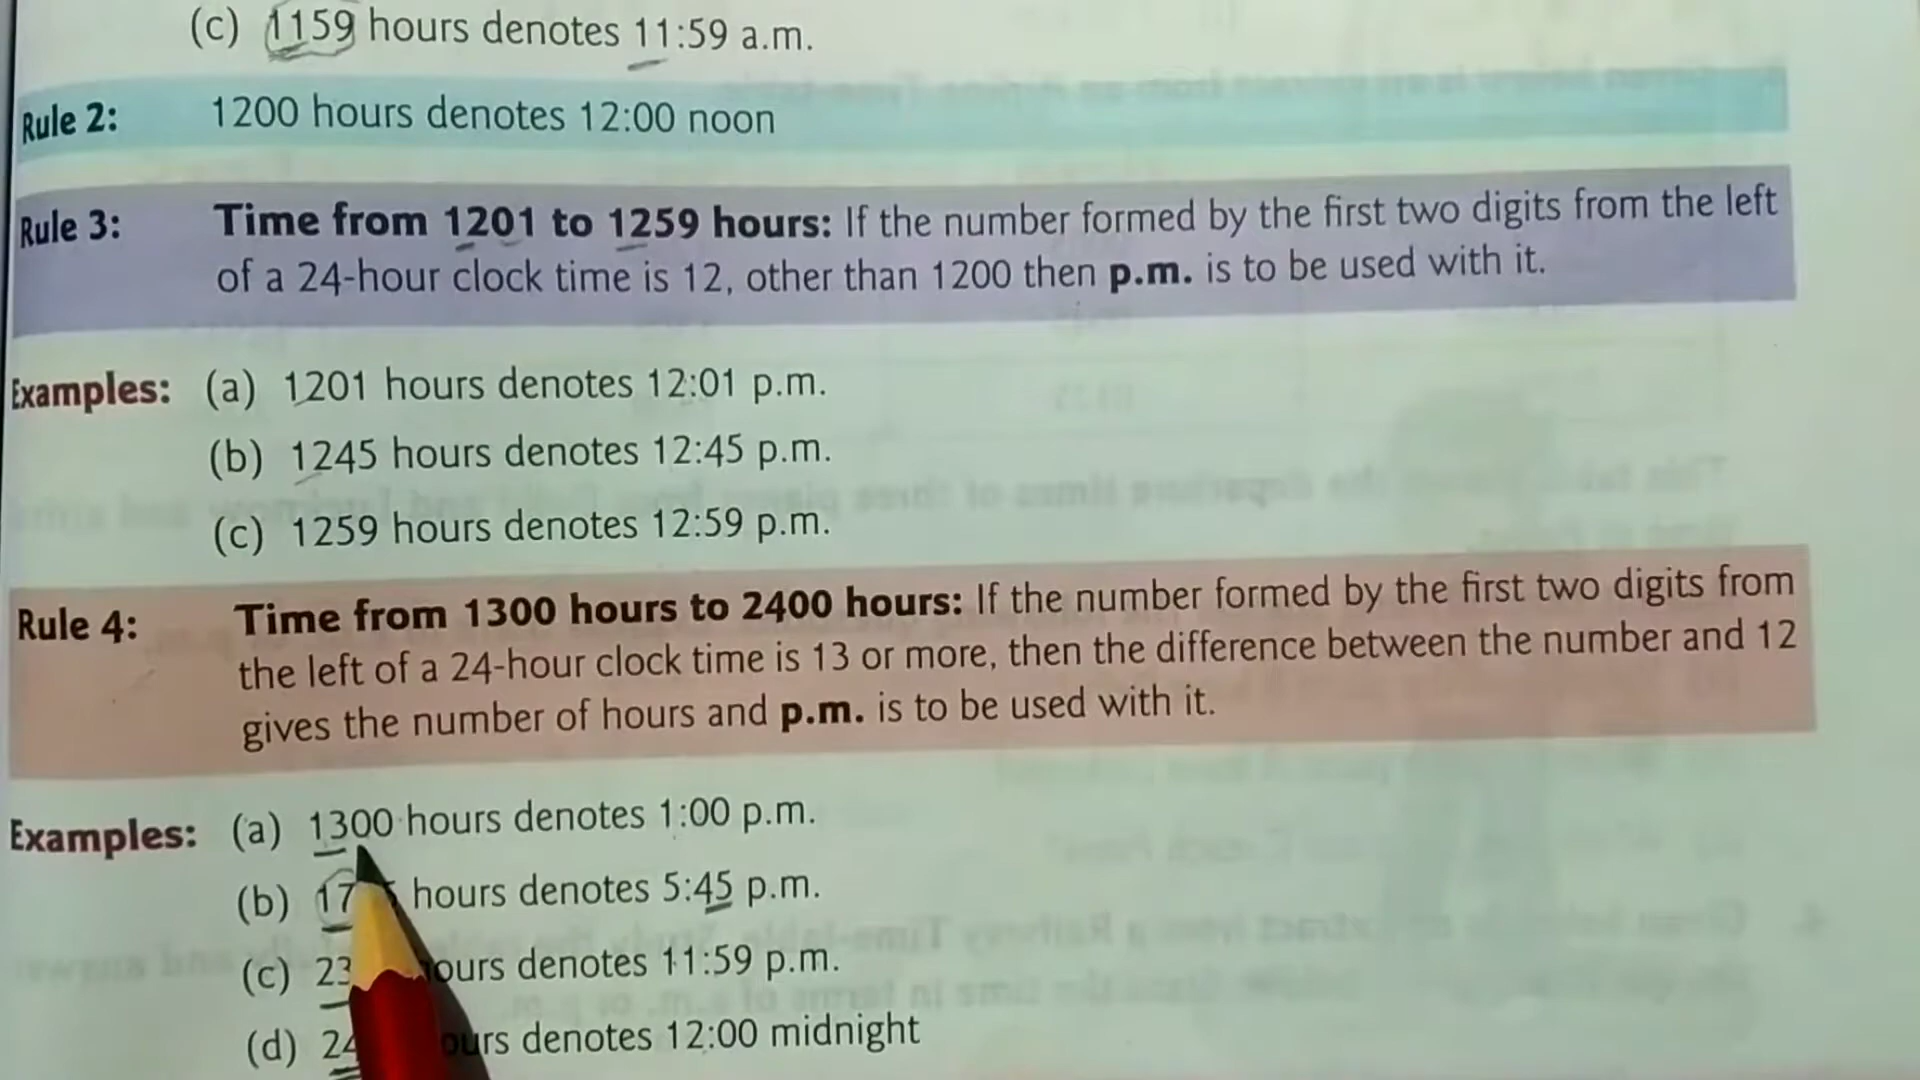 (c) 1159 hours denotes 11:59 a.m.
Rule 2: 1200 hours denotes 12:00 noon
Rule 3: Time from 1201 to 1259 hours: If the number formed by the first two digits from the left
of a 24-hour clock time is 12, other than 1200 then p.m. is to be used with it.
Examples: (a) 1201 hours denotes 12:01 p.m.
(b) 1245 hours denotes 12:45 p.m.
(c) 1259 hours denotes 12:59 p.m.
Rule 4: Time from 1300 hours to 2400 hours: If the number formed by the first two digits from
the left of a 24-hour clock time is 13 or more, then the difference between the number and 12
gives the number of hours and p.m. is to be used with it.
Examples: (a) 1300 hours denotes 1:00 p.m.
(b) 17 hours denotes 5:45 p.m.
(c) 23 ours denotes 11:59 p.m.
(d) 24 ours denotes 12:00 midnight